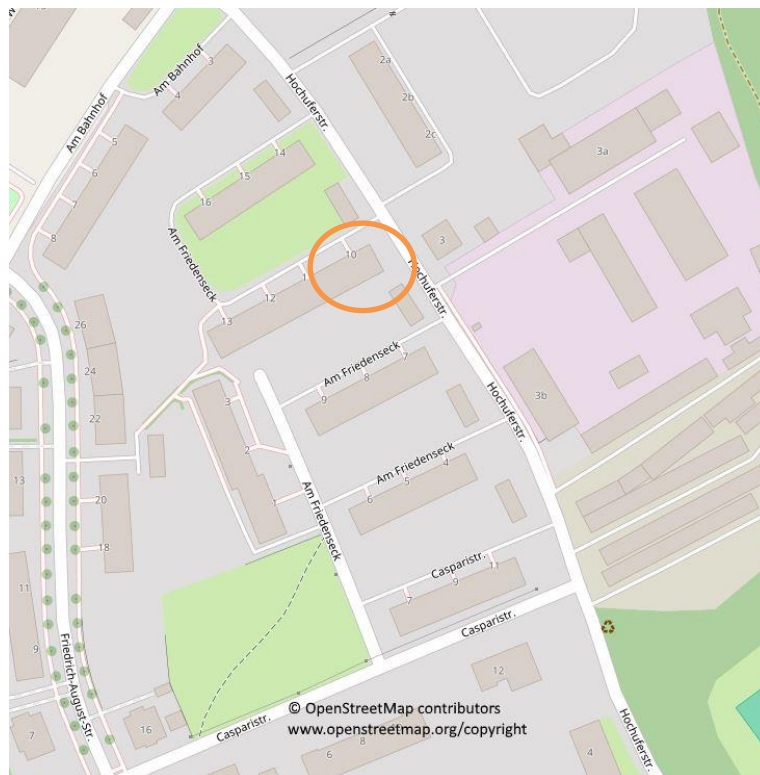 Am Bahnhof
3
4
Hochuferstr.
2a
2b
2c
Am Bahnhof
5
6
7
8
14
15
16
3a
Am Friedenseck
10
3
Hochuferstr.
12
13
26
24
22
Am Friedenseck
7
8
9
3b
Hochuferstr.
3
2
1
Am Friedenseck
4
5
6
Am Friedenseck
13
20
18
Casparistr.
11
9
7
Casparistr.
11
9
Friedrich-August-Str.
12
16
7
Casparistr.
© OpenStreetMap contributors
www.openstreetmap.org/copyright
6
8
4
Hochuferstr.